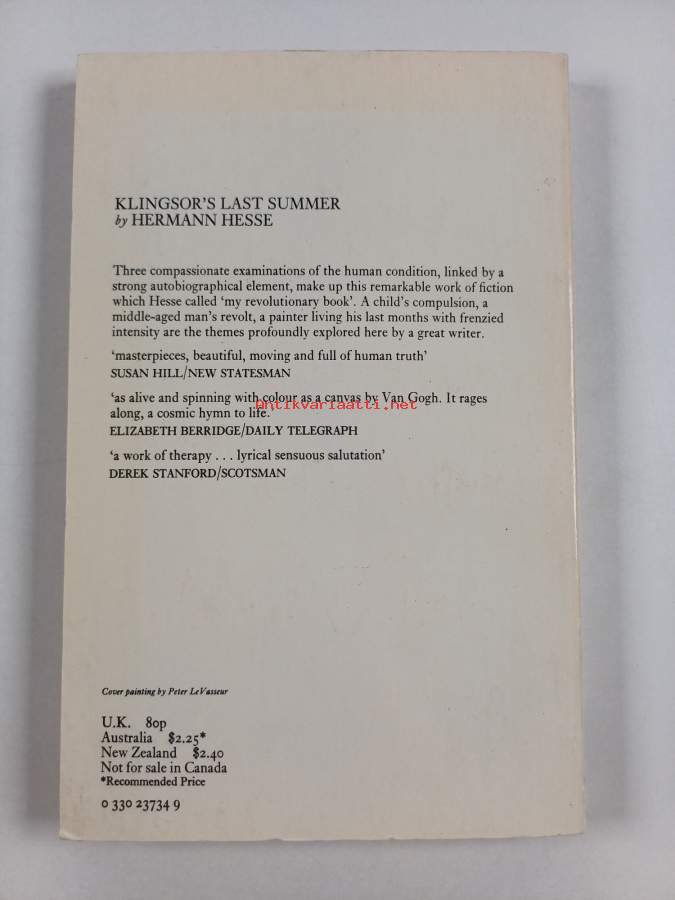 KLINGSOR'S LAST SUMMER
by HERMANN HESSE
Three compassionate examinations of the human condition, linked by a
strong autobiographical element, make up this remarkable work of fiction
which Hesse called 'my revolutionary book'. A child's compulsion, a
middle-aged man's revolt, a painter living his last months with frenzied
intensity are the themes profoundly explored here by a great writer.
'masterpieces, beautiful, moving and full of human truth'
SUSAN HILL/NEW STATESMAN
'as alive and spinning with colour as a canvas by Van Gogh. It rages
Antikvariaatti.net
along, a cosmic hymn to life.'
ELIZABETH BERRIDGE/DAILY TELEGRAPH
'a work of therapy . . . lyrical sensuous salutation'
DEREK STANFORD/SCOTSMAN
Cover painting by Peter Le Vasseur
U.K. 80p
Australia $2.25*
New Zealand $2.40
Not for sale in Canada
*Recommended Price
0 330 23734 9